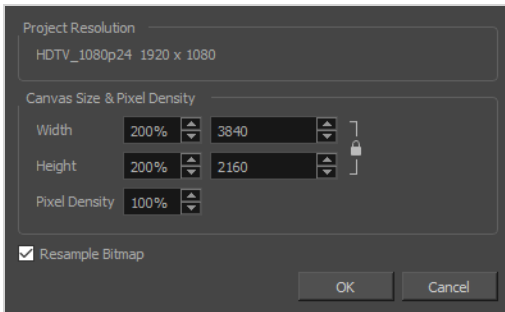 Project Resolution
HDTV_1080p24 1920 x 1080
Canvas Size & Pixel Density
Width 200% 3840
Height 200% 2160
Pixel Density 100%
Resample Bitmap
OK Cancel